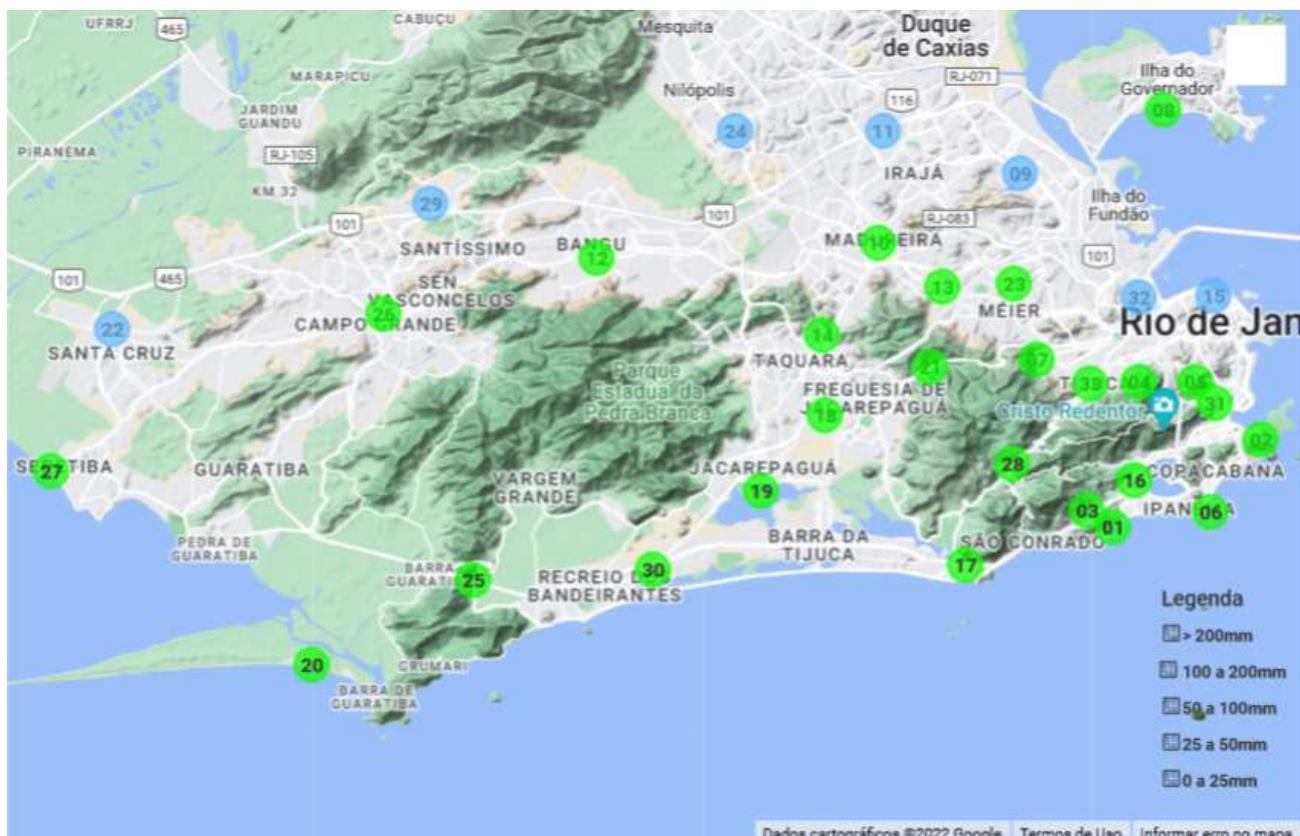 UFRRJ
465
CABUÇU
Mesquita
Duque
de Caxias
RJ-071
Ilha do
Governador
08
MARAPICU
Nilópolis
116
JARDIM
GUANDU
24
11
PIRANEMA
RJ-105
IRAJÁ
09
KM 32
29
Ilha do
Fundão
101
101
RJ-083
SANTÍSSIMO
BANGU
12
MADUREIRA
10
101
101
465
SEN
VASCONCELOS
13
23
26
CAMPO GRANDE
MÉIER
32
15
22
SANTA CRUZ
Rio de Jan
14
TAQUARA
21
07
Parque
Estadual da
Pedra Branca
FREGUESIA DE
JACAREPAGUÁ
18
33
04
05
31
Cristo Redentor
02
27
GUARATIBA
JACAREPAGUÁ
28
COPACABANA
VARGEM
GRANDE
19
16
03
01
IPANEMA
06
PEDRA DE
GUARATIBA
BARRA DA
TIJUCA
SÃO CONRADO
17
BARRA
25
RECREIO DOS
BANDEIRANTES
30
20
GRUMARI
BARRA DE
GUARATIBA
Legenda
> 200mm
100 a 200mm
50 a 100mm
25 a 50mm
0 a 25mm
Dados cartográficos ©2022 Google
Termos de Uso
Informar erro no mapa